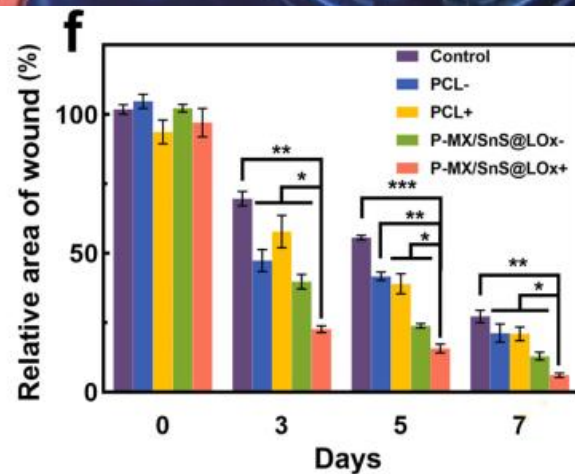 f
Relative area of wound (%)
100
50
0
Control
PCL-
PCL+
P-MX/SnS@LOx-
P-MX/SnS@LOx+
**
*
***
**
*
**
*
0 3 5 7
Days